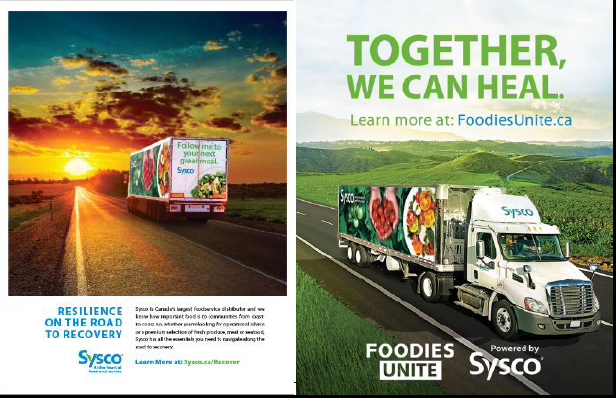 Follow me to
your next
great meal.
Sysco
RESILIENCE
ON THE ROAD
TO RECOVERY
Sysco
Sysco is Canada's largest foodservice distributor and we
know how important food is to communities from coast-
to-coast. So, whether you're looking for operational advice
or a premium selection of fresh produce, meat or seafood,
Sysco has all the essentials you need to navigate along the
road to recovery.
Learn More at: Sysco.ca/Recover
TOGETHER,
WE CAN HEAL.
Learn more at: FoodiesUnite.ca
Sysco
Sysco
FOODIES
UNITE
Powered by
Sysco